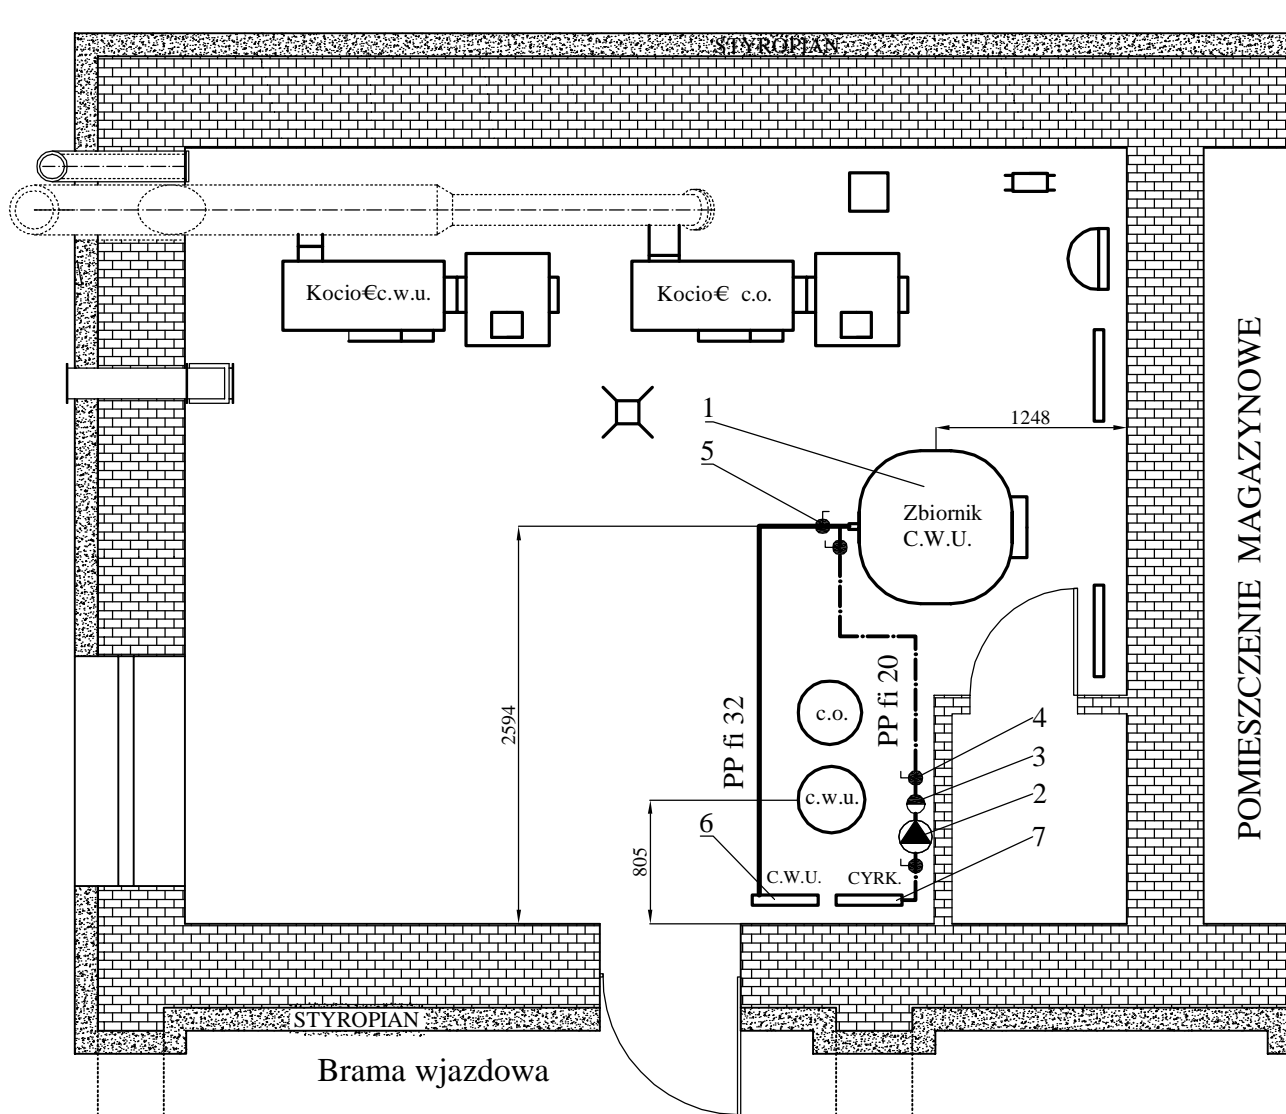 STYROPIAN
Kocio€c.w.u.
Kocio€ c.o.
1
1248
5
Zbiornik
C.W.U.
POMIESZCZENIE MAGAZYNOWE
2594
PP fi 32
PP fi 20
c.o.
4
3
c.w.u.
2
6
7
805
C.W.U.
CYRK.
STYROPIAN
Brama wjazdowa